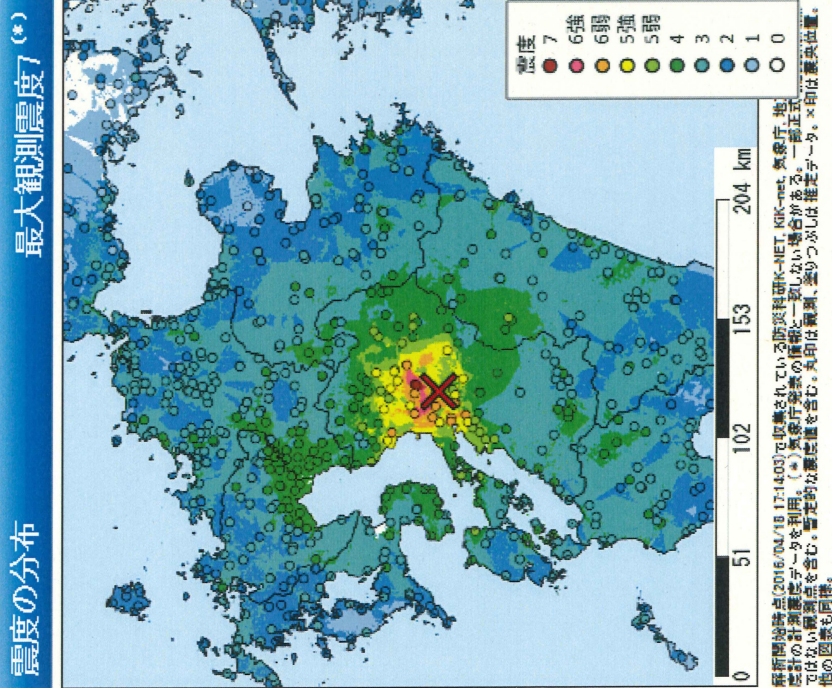 震度の分布
最大観測震度7 (*)
震度
7
6強
6弱
5強
5弱
4
3
2
1
0
0 51 102 153 204 km
解析開始時点(2016/04/18 17:14:03)で収集されている防災科研K-NET, KiK-net, 気象庁, 地
震計の計測震度データを利用。(*)気象庁発表の情報と一致しない場合がある。一部正式
ではない観測点を含む。暫定的な震度値を含む。丸印は観測、塗りつぶしは推定データ。×印は震央位置。
他の図表も同様。